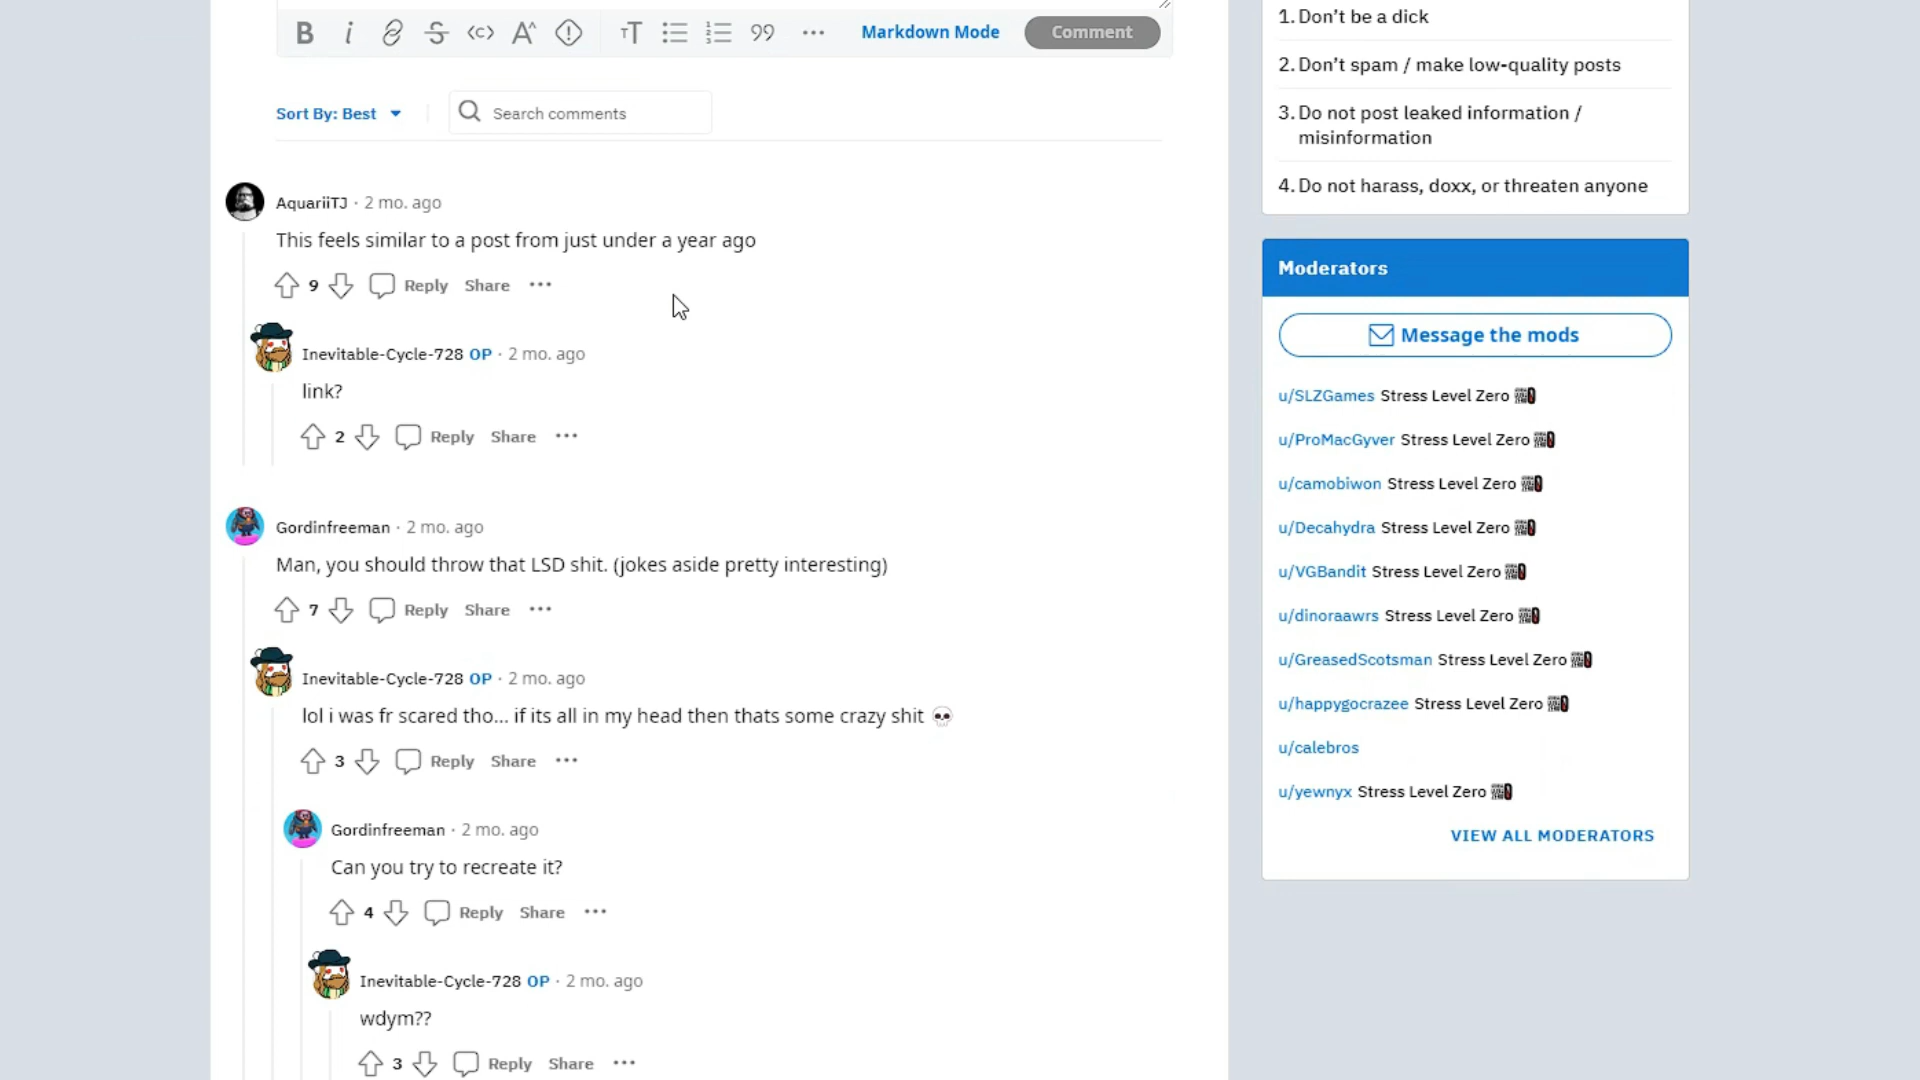 Markdown Mode
Comment
Sort By: Best
Search comments
AquariiTJ · 2 mo. ago
This feels similar to a post from just under a year ago
9 Reply Share
Inevitable-Cycle-728 OP · 2 mo. ago
link?
2 Reply Share
Gordinfreeman · 2 mo. ago
Man, you should throw that LSD shit. (jokes aside pretty interesting)
7 Reply Share
Inevitable-Cycle-728 OP · 2 mo. ago
lol i was fr scared tho... if its all in my head then thats some crazy shit 💀
3 Reply Share
Gordinfreeman · 2 mo. ago
Can you try to recreate it?
4 Reply Share
Inevitable-Cycle-728 OP · 2 mo. ago
wdym??
3 Reply Share
1. Don't be a dick
2. Don't spam / make low-quality posts
3. Do not post leaked information /
misinformation
4. Do not harass, doxx, or threaten anyone
Moderators
Message the mods
u/SLZGames Stress Level Zero
u/ProMacGyver Stress Level Zero
u/camobiwon Stress Level Zero
u/Decahydra Stress Level Zero
u/VGBandit Stress Level Zero
u/dinoraawrs Stress Level Zero
u/GreasedScotsman Stress Level Zero
u/happygocrazee Stress Level Zero
u/calebros
u/yewnyx Stress Level Zero
VIEW ALL MODERATORS